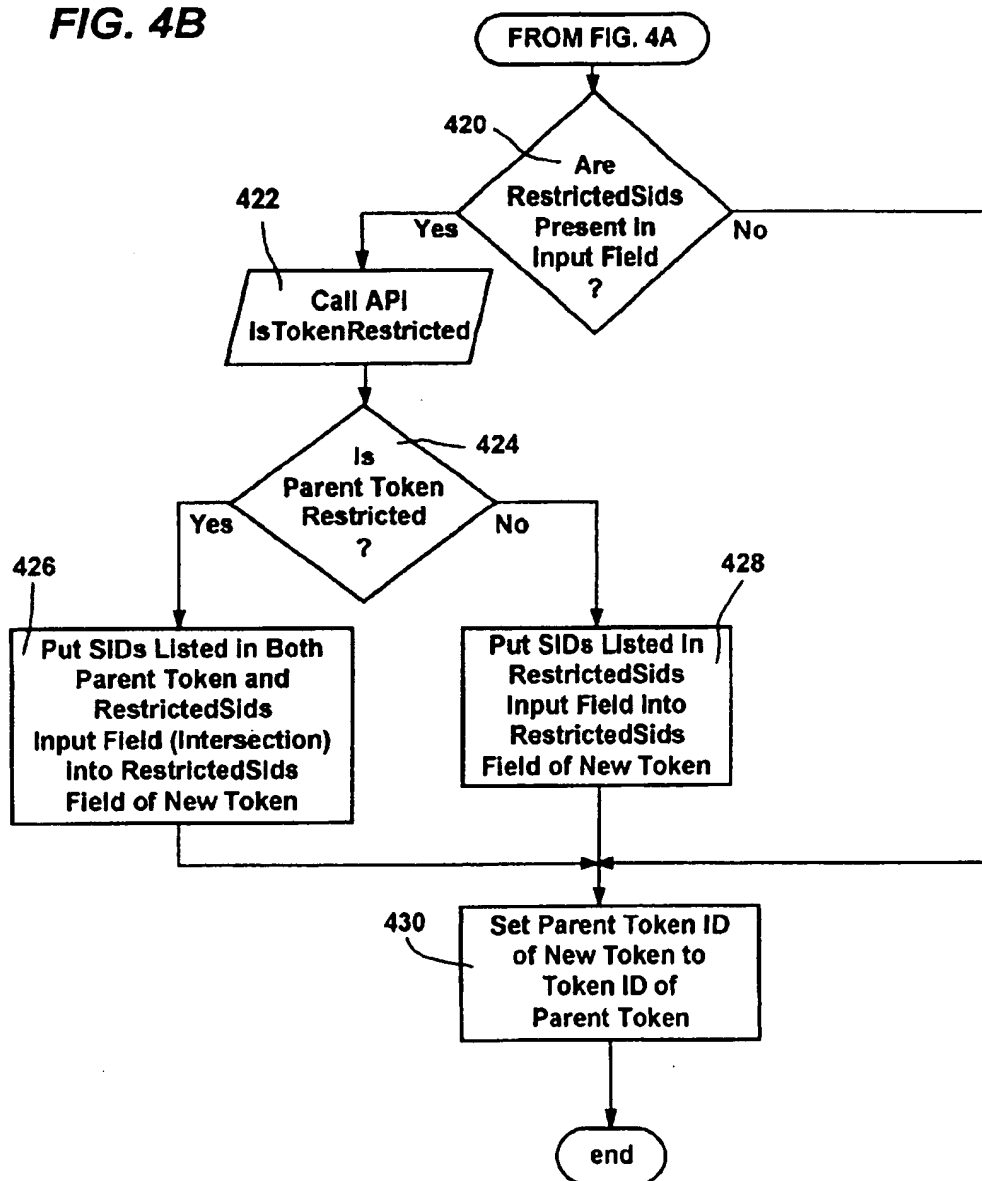 FIG. 4B
FROM FIG. 4A
420
Are
RestrictedSids
Present in
Input Field
?
Yes
No
422
Call API
IsTokenRestricted
424
Is
Parent Token
Restricted
?
Yes
No
426
Put SIDs Listed in Both
Parent Token and
RestrictedSids
Input Field (Intersection)
into RestrictedSids
Field of New Token
428
Put SIDs Listed in
RestrictedSids
Input Field into
RestrictedSids
Field of New Token
430
Set Parent Token ID
of New Token to
Token ID of
Parent Token
end